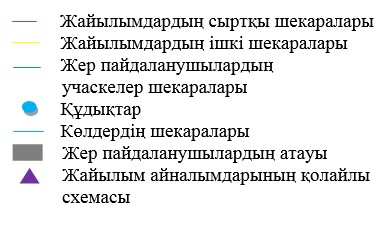 Жайылымдардың сыртқы шекаралары
Жайылымдардың ішкі шекаралары
Жер пайдаланушылардың
учаскелер шекаралары
Құдықтар
Көлдердің шекаралары
Жер пайдаланушылардың атауы
Жайылым айналымдарының қолайлы
схемасы